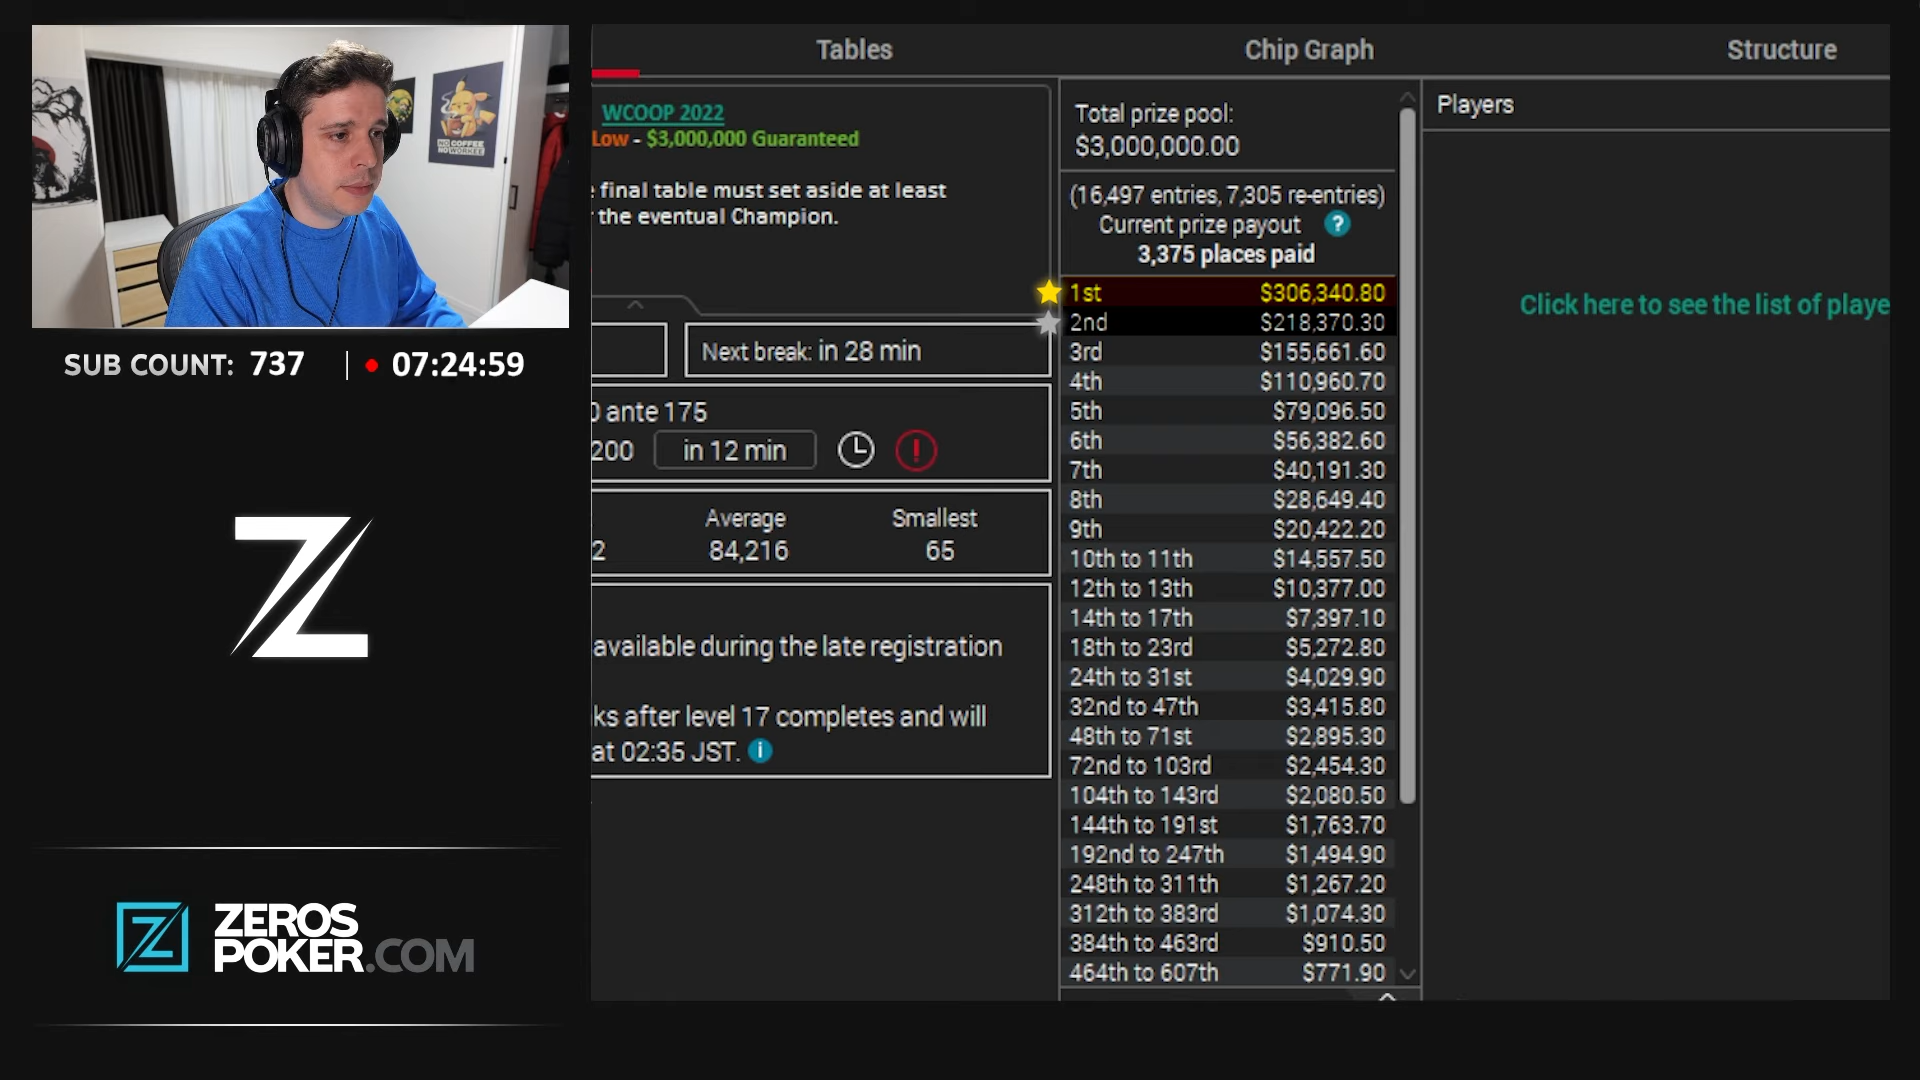 NO COFFEE
NO WORKEE
SUB COUNT: 737
07:24:59
Z
ZEROS
POKER.COM
Tables
Chip Graph
Structure
WCOOP 2022
Low - $3,000,000 Guaranteed
final table must set aside at least
the eventual Champion.
Next break: in 28 min
0 ante 175
200
in 12 min
Average
Smallest
2
84,216
65
available during the late registration
ks after level 17 completes and will
at 02:35 JST.
Total prize pool:
$3,000,000.00
(16,497 entries, 7,305 re-entries)
Current prize payout ?
3,375 places paid
1st $306,340.80
2nd $218,370.30
3rd $155,661.60
4th $110,960.70
5th $79,096.50
6th $56,382.60
7th $40,191.30
8th $28,649.40
9th $20,422.20
10th to 11th $14,557.50
12th to 13th $10,377.00
14th to 17th $7,397.10
18th to 23rd $5,272.80
24th to 31st $4,029.90
32nd to 47th $3,415.80
48th to 71st $2,895.30
72nd to 103rd $2,454.30
104th to 143rd $2,080.50
144th to 191st $1,763.70
192nd to 247th $1,494.90
248th to 311th $1,267.20
312th to 383rd $1,074.30
384th to 463rd $910.50
464th to 607th $771.90
Players
Click here to see the list of playe